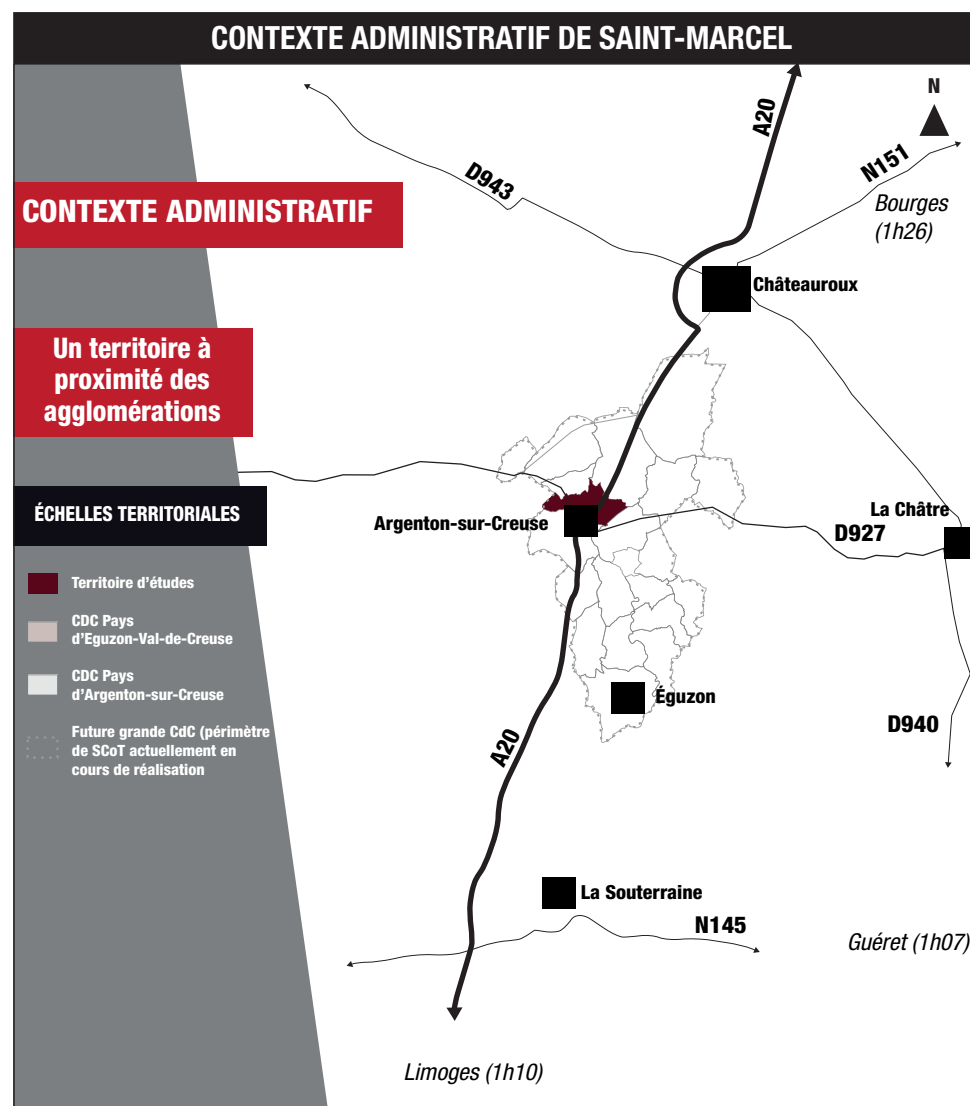 CONTEXTE ADMINISTRATIF DE SAINT-MARCEL
N
A20
D943
N151
CONTEXTE ADMINISTRATIF
Bourges
(1h26)
Châteauroux
Un territoire à
proximité des
agglomérations
ÉCHELLES TERRITORIALES
Argenton-sur-Creuse
La Châtre
D927
Territoire d'études
CDC Pays
d'Eguzon-Val-de-Creuse
CDC Pays
d'Argenton-sur-Creuse
Future grande CdC (périmètre
de SCoT actuellement en
cours de réalisation
Éguzon
D940
A20
La Souterraine
N145
Guéret (1h07)
Limoges (1h10)